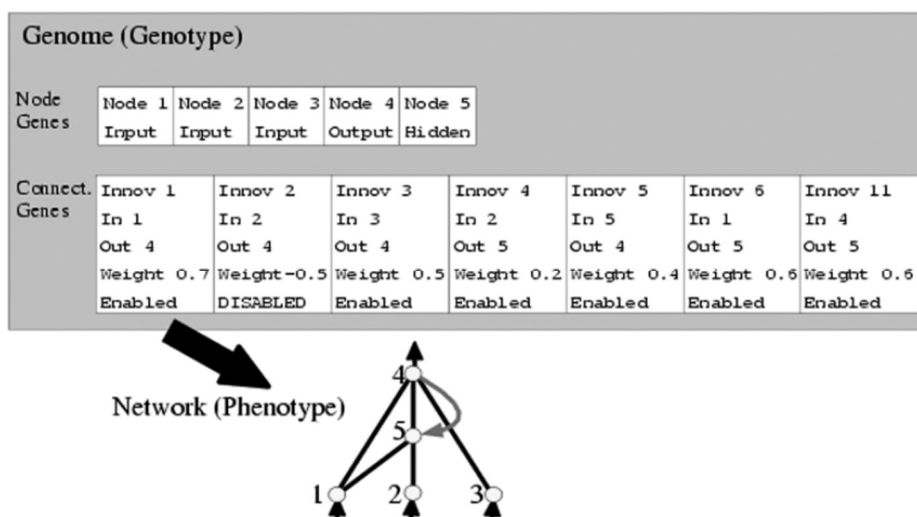 Genome (Genotype)
Node Genes
Node 1 Node 2 Node 3 Node 4 Node 5
Input Input Input Output Hidden
Connect. Genes
Innov 1 Innov 2 Innov 3 Innov 4 Innov 5 Innov 6 Innov 11
In 1 In 2 In 3 In 2 In 5 In 1 In 4
Out 4 Out 4 Out 4 Out 5 Out 4 Out 5 Out 5
Weight 0.7 Weight-0.5 Weight 0.5 Weight 0.2 Weight 0.4 Weight 0.6 Weight 0.6
Enabled DISABLED Enabled Enabled Enabled Enabled Enabled
Network (Phenotype)
4
5
1 2 3